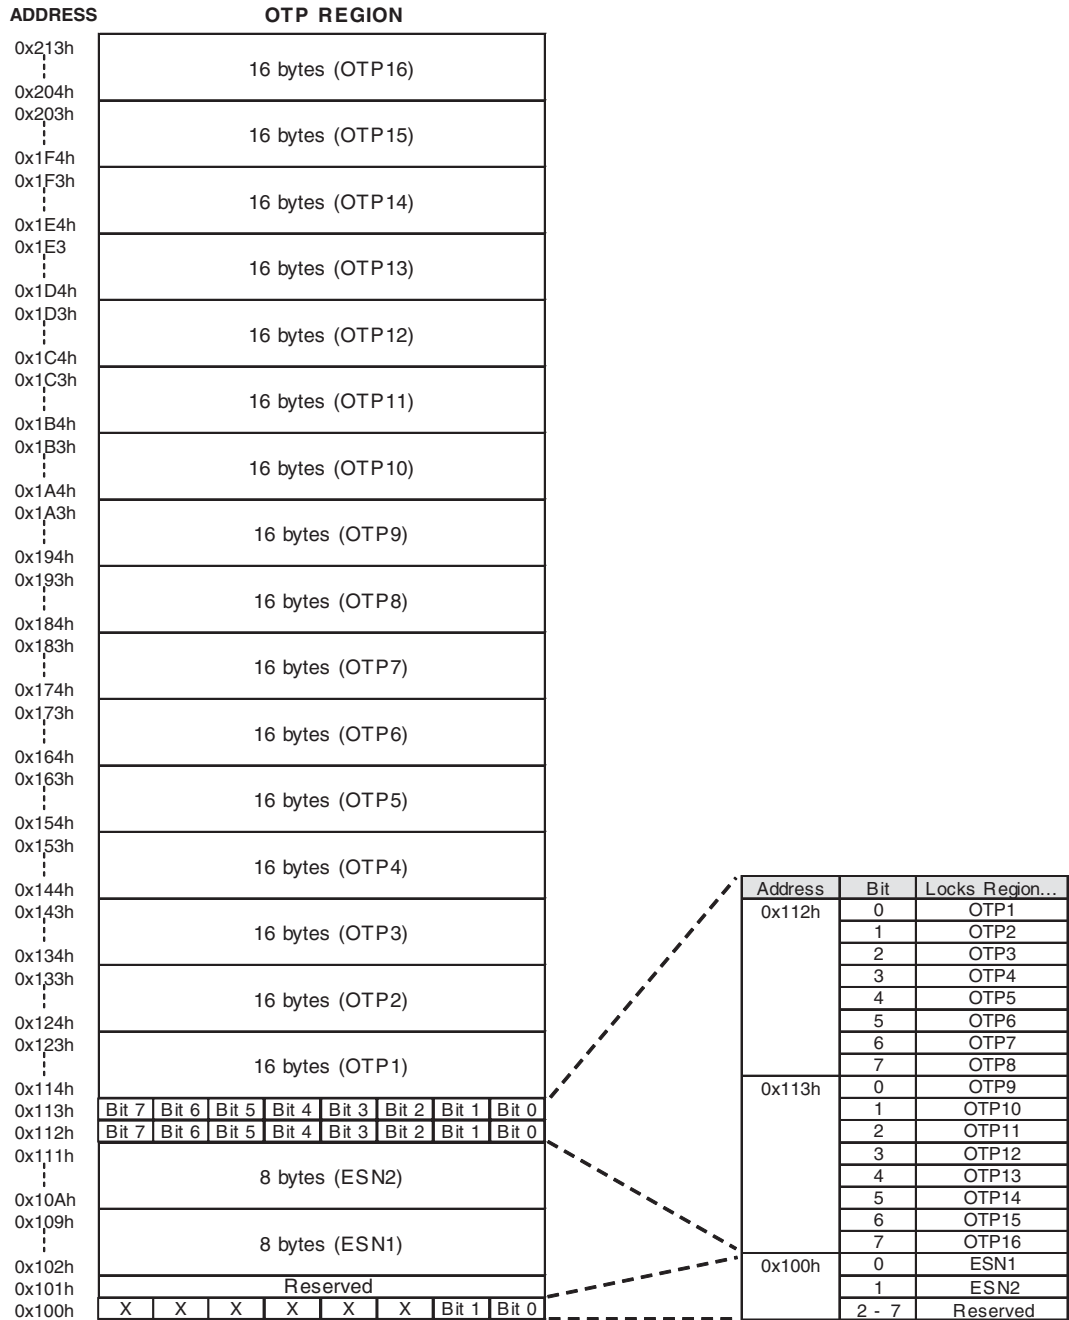 ADDRESS OTP REGION
0x213h
16 bytes (OTP16)
0x204h
0x203h
16 bytes (OTP15)
0x1F4h
0x1F3h
16 bytes (OTP14)
0x1E4h
0x1E3
16 bytes (OTP13)
0x1D4h
0x1D3h
16 bytes (OTP12)
0x1C4h
0x1C3h
16 bytes (OTP11)
0x1B4h
0x1B3h
16 bytes (OTP10)
0x1A4h
0x1A3h
16 bytes (OTP9)
0x194h
0x193h
16 bytes (OTP8)
0x184h
0x183h
16 bytes (OTP7)
0x174h
0x173h
16 bytes (OTP6)
0x164h
0x163h
16 bytes (OTP5)
0x154h
0x153h
16 bytes (OTP4)
0x144h
0x143h
16 bytes (OTP3)
0x134h
0x133h
16 bytes (OTP2)
0x124h
0x123h
16 bytes (OTP1)
0x114h
0x113h Bit 7 Bit 6 Bit 5 Bit 4 Bit 3 Bit 2 Bit 1 Bit 0
0x112h Bit 7 Bit 6 Bit 5 Bit 4 Bit 3 Bit 2 Bit 1 Bit 0
0x111h
8 bytes (ESN2)
0x10Ah
0x109h
8 bytes (ESN1)
0x102h
0x101h Reserved
0x100h X X X X X X Bit 1 Bit 0
Address Bit Locks Region...
0x112h 0 OTP1
1 OTP2
2 OTP3
3 OTP4
4 OTP5
5 OTP6
6 OTP7
7 OTP8
0x113h 0 OTP9
1 OTP10
2 OTP11
3 OTP12
4 OTP13
5 OTP14
6 OTP15
7 OTP16
0x100h 0 ESN1
1 ESN2
2 - 7 Reserved